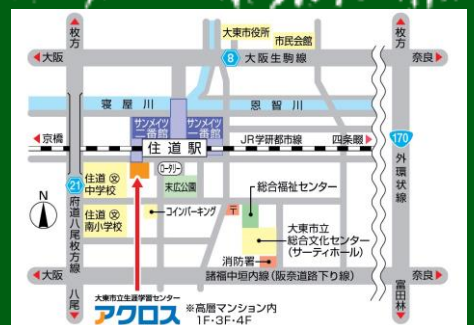 枚方
大東市役所
市民会館
枚方
大阪
8 大阪生駒線
奈良
寝屋川
恩智川
サンメイツ二番館
サンメイツ一番館
京橋
住道駅
JR学研都市線
四条畷
170
外環状線
21
府道八尾枚方線
住道中学校
ロータリー
末広公園
総合福祉センター
N
住道南小学校
文
文
コインパーキング
〒
大東市立
総合文化センター
(サーティホール)
消防署
大阪
諸福中垣内線(阪奈道路下り線)
奈良
八尾
富田林
大東市立生涯学習センター
アクロス
※高層マンション内
1F・3F・4F